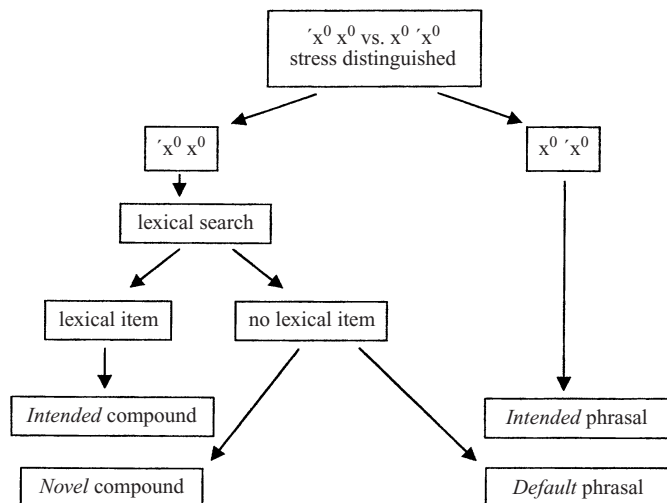 ´x⁰ x⁰ vs. x⁰ ´x⁰
stress distinguished
´x⁰ x⁰
x⁰ ´x⁰
lexical search
lexical item
no lexical item
Intended compound
Intended phrasal
Novel compound
Default phrasal